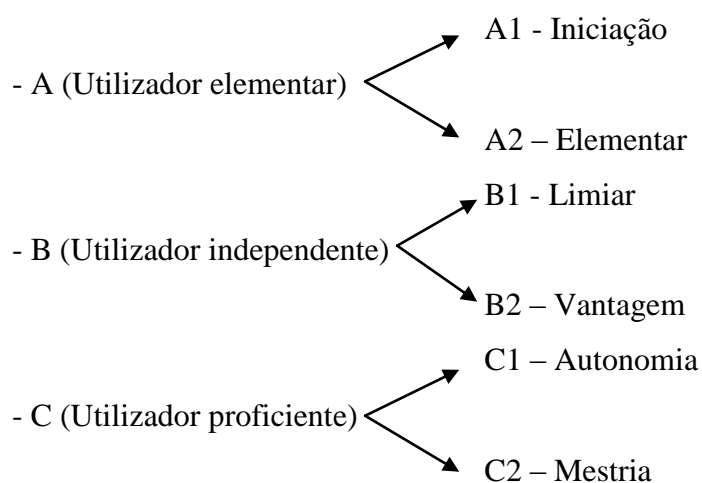 A1 - Iniciação
- A (Utilizador elementar)
A2 – Elementar
B1 - Limiar
- B (Utilizador independente)
B2 – Vantagem
C1 – Autonomia
- C (Utilizador proficiente)
C2 – Mestria